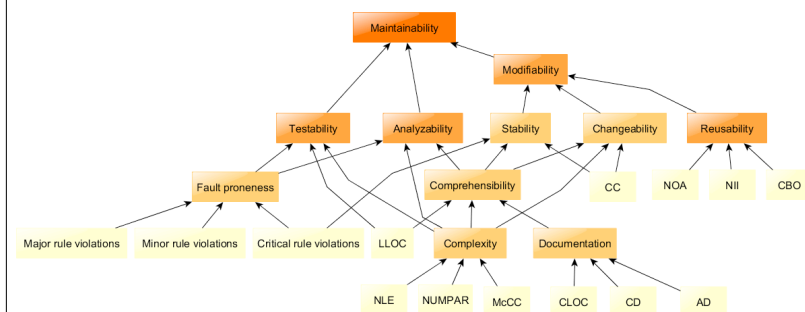 Maintainability
Modifiability
Testability
Analyzability
Stability
Changeability
Reusability
Fault proneness
Comprehensibility
CC
NOA
NII
CBO
Major rule violations
Minor rule violations
Critical rule violations
LLOC
Complexity
Documentation
NLE
NUMPAR
McCC
CLOC
CD
AD